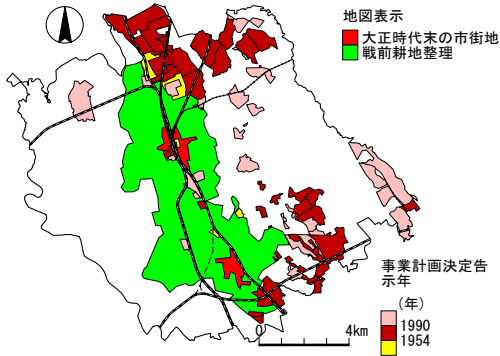 地図表示
大正時代末の市街地
戦前耕地整理
事業計画決定告
示年
(年)
1990
1954
0
4km